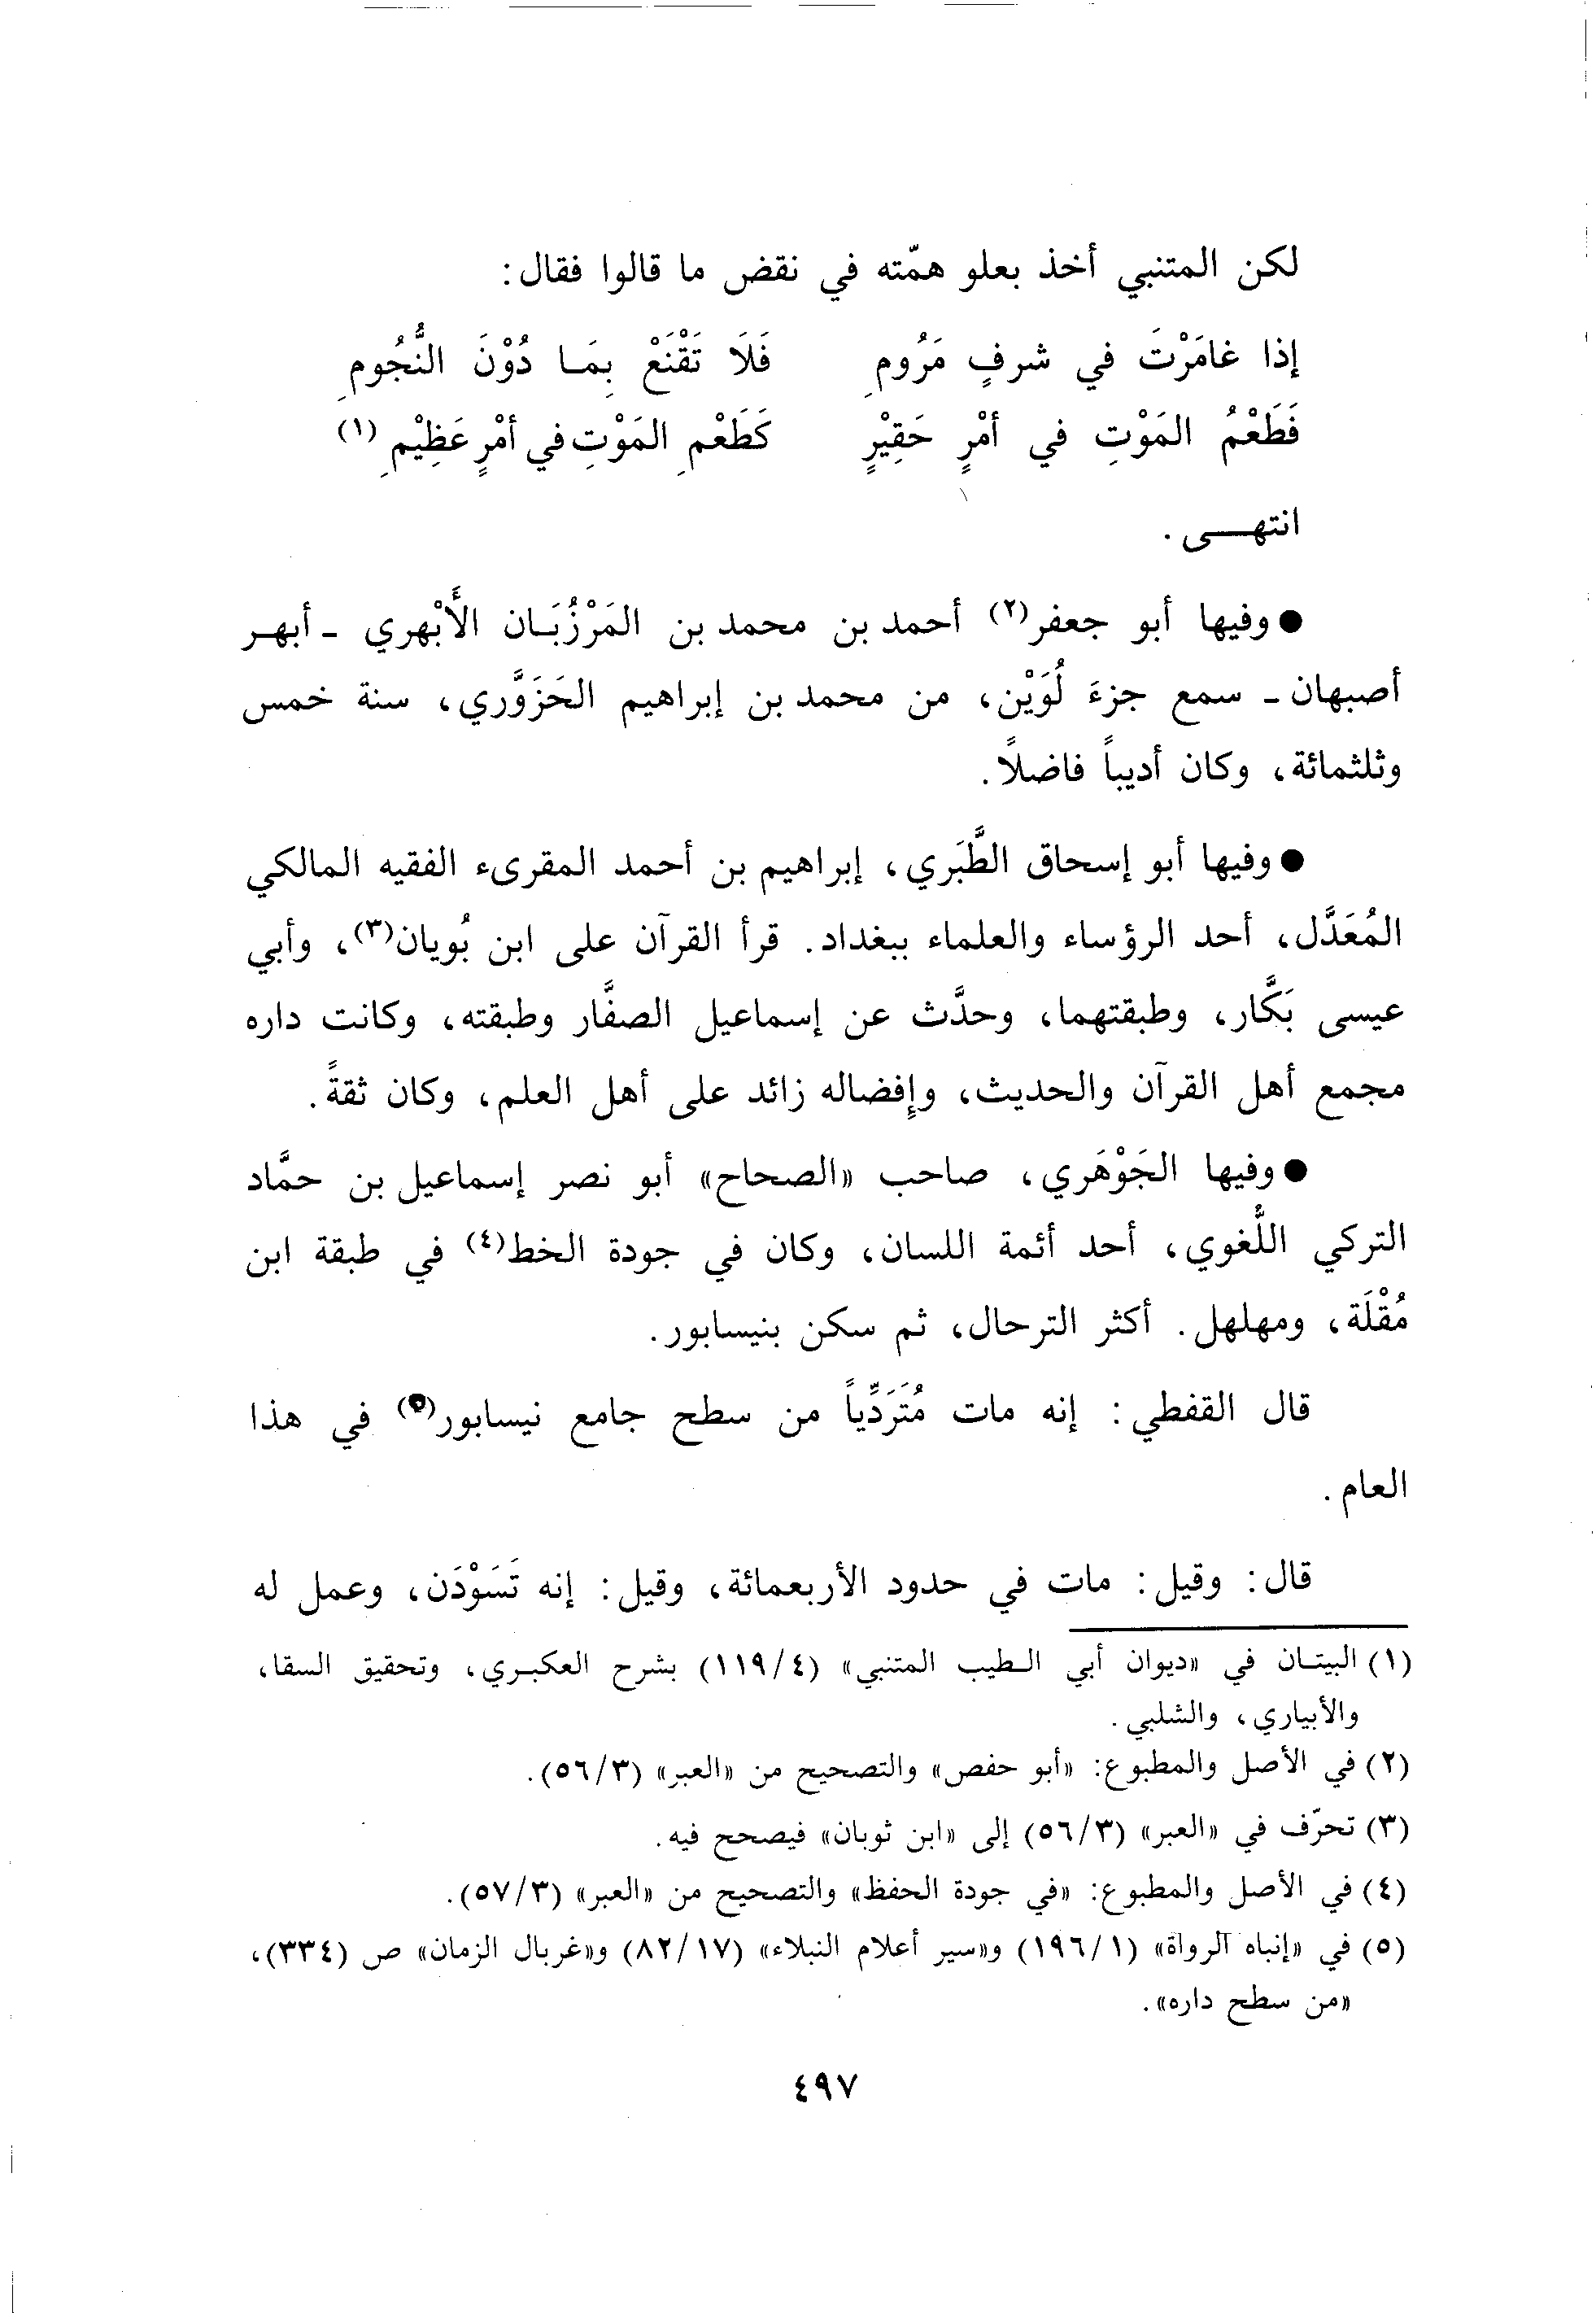 لكن المتنبي أخذ بعلو همّته في نقض ما قالوا فقال:
إذا غامَرْتَ في شرفٍ مَرُومِ فَلَا تَقْنَعْ بِمَـا دُوْنَ النُّجُومِ
فَطَعْمُ المَوْتِ في أمْرٍ حَقِيْرٍ كَطَعْمِ المَوْتِ في أمْرٍ عَظِيْمِ (١)
انتهـــى.
● وفيها أبو جعفر(٢) أحمد بن محمد بن المَرْزُبَـان الأَبْهري ـ أبهـر
أصبهان ـ سمع جزءَ لُوَيْن، من محمد بن إبراهيم الحَزَوَّري، سنة خمس
وثلثمائة، وكان أديباً فاضلاً.
● وفيها أبو إسحاق الطَّبَري، إبراهيم بن أحمد المقرىء الفقيه المالكي
المُعَدَّل، أحد الرؤساء والعلماء ببغداد. قرأ القرآن على ابن بُويان(٣)، وأبي
عيسى بَكَّار، وطبقتهما، وحدَّث عن إسماعيل الصفَّار وطبقته، وكانت داره
مجمع أهل القرآن والحديث، وإفضاله زائد على أهل العلم، وكان ثقةً.
● وفيها الجَوْهَري، صاحب «الصحاح» أبو نصر إسماعيل بن حمَّاد
التركي اللُّغوي، أحد أئمة اللسان، وكان في جودة الخط(٤) في طبقة ابن
مُقْلَة، ومهلهل. أكثر الترحال، ثم سكن بنيسابور.
قال القفطي: إنه مات مُتَرَدِّياً من سطح جامع نيسابور(٥) في هذا
العام.
قال: وقيل: مات في حدود الأربعمائة، وقيل: إنه تَسَوْدَن، وعمل له
(١) البيتـان في «ديوان أبي الـطيب المتنبي» (٤/١١٩) بشرح العكبـري، وتحقيق السقا،
والأبياري، والشلبي.
(٢) في الأصل والمطبوع: «أبو حفص» والتصحيح من «العبر» (٣/٥٦).
(٣) تحرّف في «العبر» (٣/٥٦) إلى «ابن ثوبان» فيصحح فيه.
(٤) في الأصل والمطبوع: «في جودة الحفظ» والتصحيح من «العبر» (٣/٥٧).
(٥) في «إنباه الرواة» (١/١٩٦) و«سير أعلام النبلاء» (١٧/٨٢) و«غربال الزمان» ص (٣٣٤)،
«من سطح داره».
٤٩٧